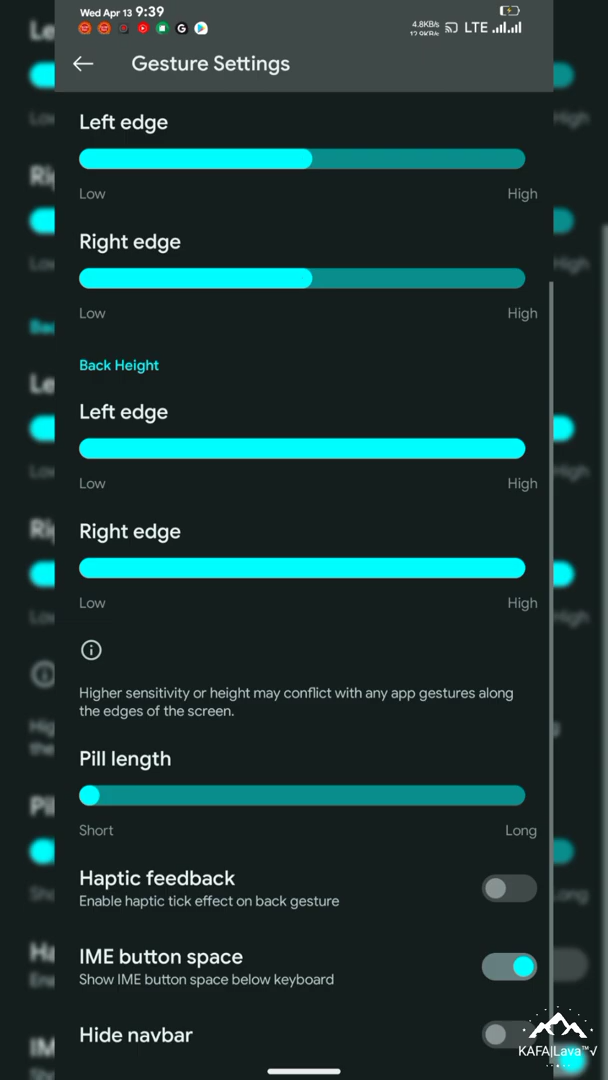 Wed Apr 13 9:39
4.8KB/s
LTE
Gesture Settings
Left edge
Low High
Right edge
Low High
Back Height
Left edge
Low High
Right edge
Low High
Higher sensitivity or height may conflict with any app gestures along
the edges of the screen.
Pill length
Short Long
Haptic feedback
Enable haptic tick effect on back gesture
IME button space
Show IME button space below keyboard
Hide navbar
KAFA|Lava™√